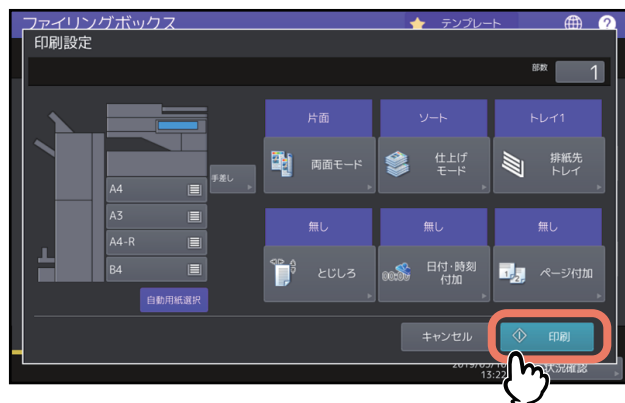 ファイリングボックス
テンプレート
印刷設定
部数 1
片面
ソート
トレイ1
両面モード
仕上げ
モード
排紙先
トレイ
手差し
A4
A3
A4-R
B4
自動用紙選択
無し
無し
無し
とじしろ
日付・時刻
付加
ページ付加
キャンセル
印刷
13:22
状況確認